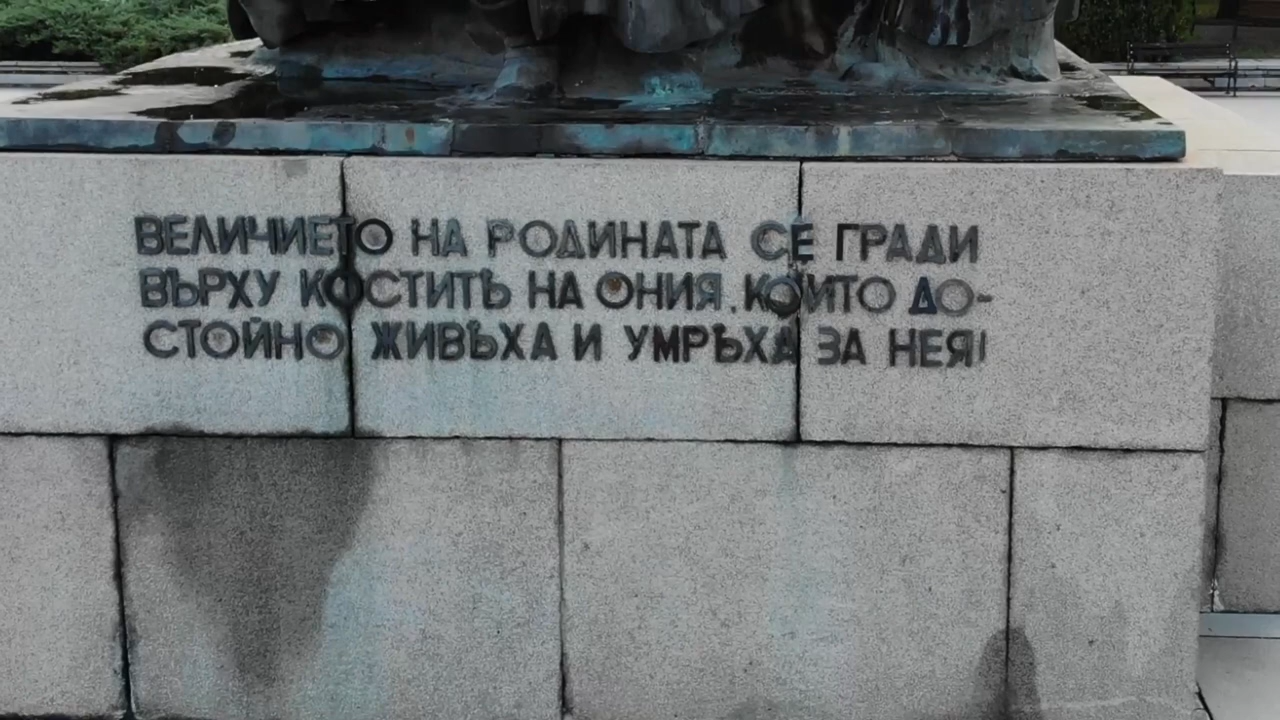 ВЕЛИЧИЕТО НА РОДИНАТА СЕ ГРАДИ
ВЪРХУ КОСТИТѢ НА ОНИЯ, КОИТО ДО-
СТОЙНО ЖИВѢХА И УМРѢХА ЗА НЕЯ!